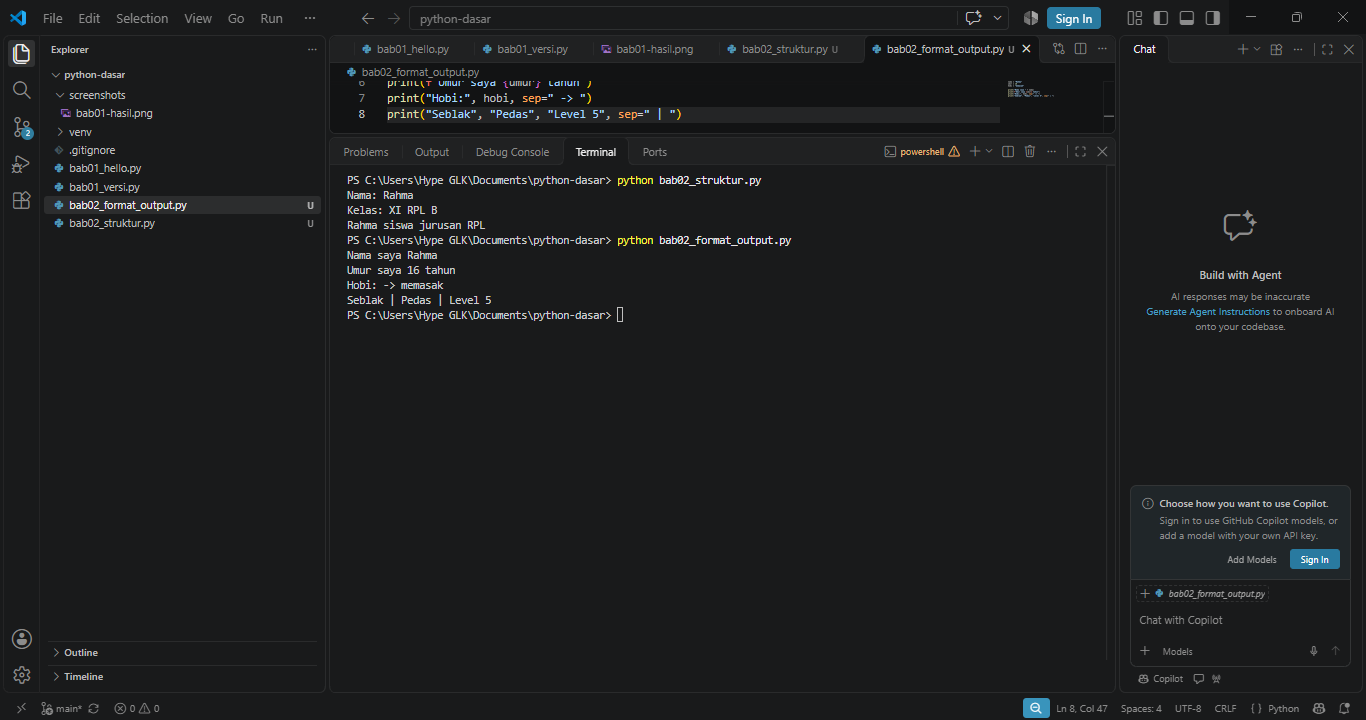 File Edit Selection View Go Run ··· python-dasar Sign In
Explorer ···
python-dasar
screenshots
bab01-hasil.png
venv
.gitignore
bab01_hello.py
bab01_versi.py
bab02_format_output.py U
bab02_struktur.py U
Outline
Timeline
bab01_hello.py bab01_versi.py bab01-hasil.png bab02_struktur.py U bab02_format_output.py U
bab02_format_output.py
6 print(f"Umur saya {umur} tahun")
7 print("Hobi:", hobi, sep=" -> ")
8 print("Seblak", "Pedas", "Level 5", sep=" | ")
Problems Output Debug Console Terminal Ports powershell
PS C:\Users\Hype GLK\Documents\python-dasar> python bab02_struktur.py
Nama: Rahma
Kelas: XI RPL B
Rahma siswa jurusan RPL
PS C:\Users\Hype GLK\Documents\python-dasar> python bab02_format_output.py
Nama saya Rahma
Umur saya 16 tahun
Hobi: -> memasak
Seblak | Pedas | Level 5
PS C:\Users\Hype GLK\Documents\python-dasar>
Chat
Build with Agent
AI responses may be inaccurate
Generate Agent Instructions to onboard AI
onto your codebase.
Choose how you want to use Copilot.
Sign in to use GitHub Copilot models, or
add a model with your own API key.
Add Models Sign In
bab02_format_output.py
Chat with Copilot
Models
Copilot
2
main* 0 0 Ln 8, Col 47 Spaces: 4 UTF-8 CRLF { } Python